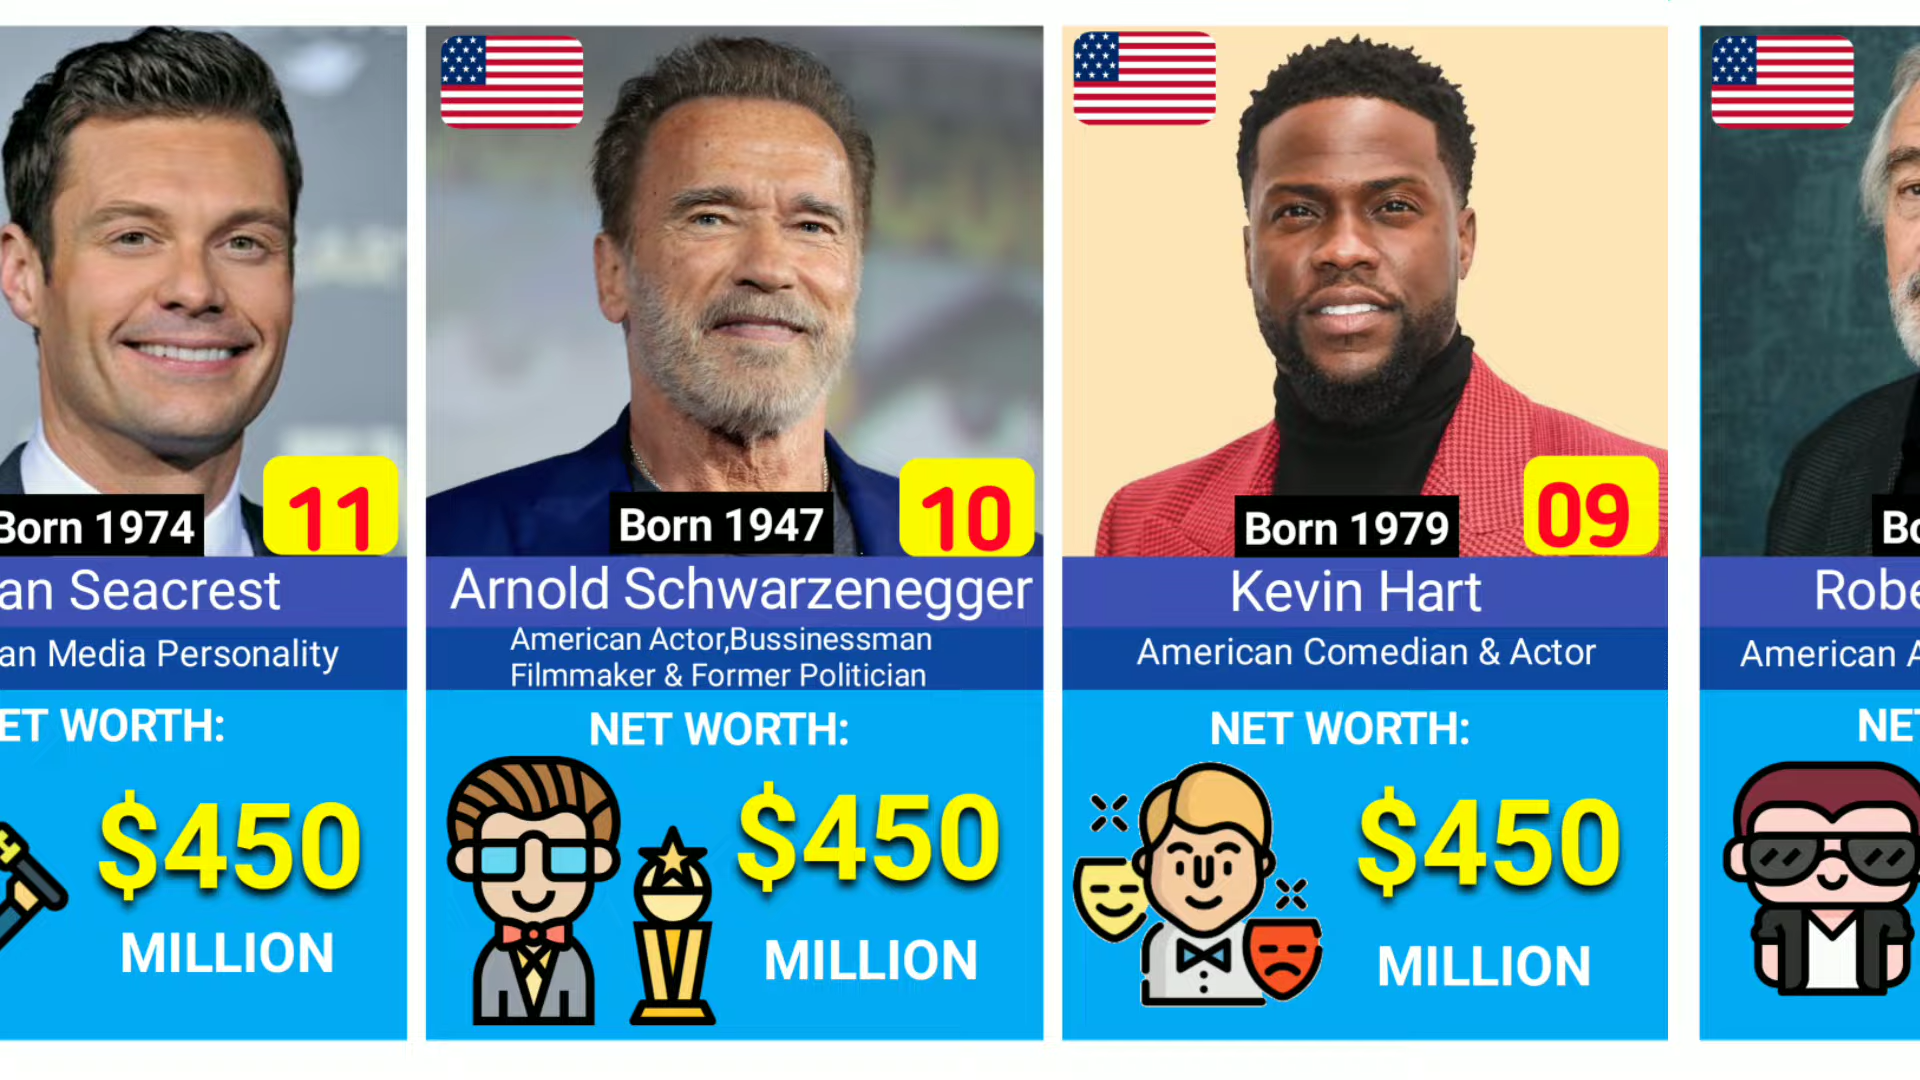 11
Born 1974
an Seacrest
an Media Personality
ET WORTH:
$450
MILLION
10
Born 1947
Arnold Schwarzenegger
American Actor,Bussinessman
Filmmaker & Former Politician
NET WORTH:
$450
MILLION
09
Born 1979
Kevin Hart
American Comedian & Actor
NET WORTH:
$450
MILLION
Bo
Robe
American A
NE